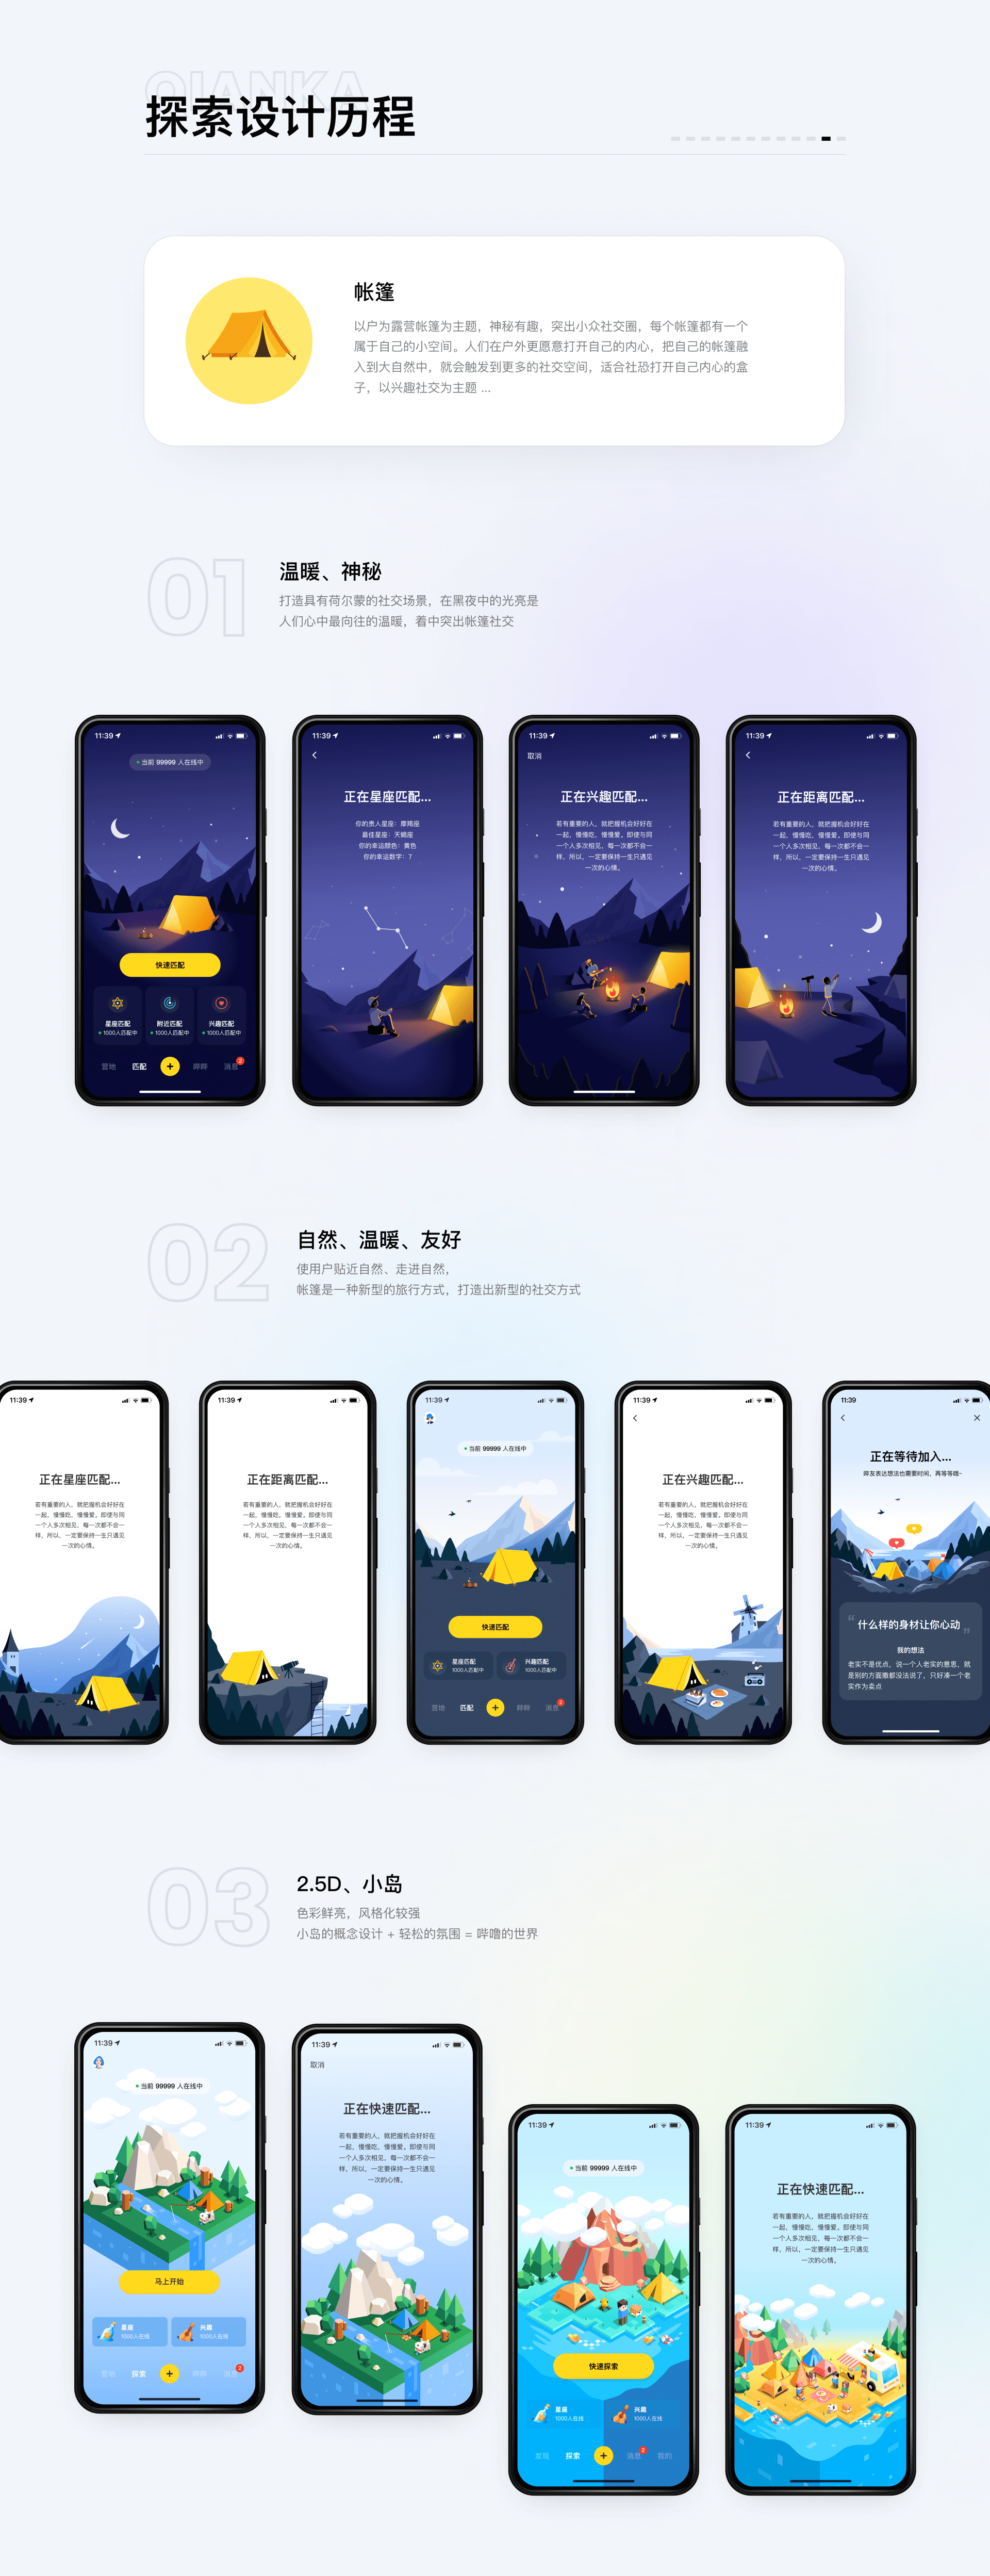 QIANKA
探索设计历程
帐篷
以户为露营帐篷为主题，神秘有趣，突出小众社交圈，每个帐篷都有一个
属于自己的小空间。人们在户外更愿意打开自己的内心，把自己的帐篷融
入到大自然中，就会触发到更多的社交空间，适合社恐打开自己内心的盒
子，以兴趣社交为主题 ...
01
温暖、神秘
打造具有荷尔蒙的社交场景，在黑夜中的光亮是
人们心中最向往的温暖，着中突出帐篷社交
11:39
当前 99999 人在线中
快速匹配
星座匹配
1000人匹配中
附近匹配
1000人匹配中
兴趣匹配
1000人匹配中
营地
匹配
+
哔哔
消息
2
11:39
正在星座匹配...
你的贵人星座：摩羯座
最佳星座：天蝎座
你的幸运颜色：黄色
你的幸运数字：7
11:39
取消
正在兴趣匹配...
若有重要的人，就把握机会好好在
一起，慢慢吃，慢慢爱。即使与同
一个人多次相见，每一次都不会一
样，所以，一定要保持一生只遇见
一次的心情。
11:39
正在距离匹配...
若有重要的人，就把握机会好好在
一起，慢慢吃，慢慢爱。即使与同
一个人多次相见，每一次都不会一
样，所以，一定要保持一生只遇见
一次的心情。
02
自然、温暖、友好
使用户贴近自然、走进自然，
帐篷是一种新型的旅行方式，打造出新型的社交方式
11:39
正在星座匹配...
若有重要的人，就把握机会好好在
一起，慢慢吃，慢慢爱。即使与同
一个人多次相见，每一次都不会一
样，所以，一定要保持一生只遇见
一次的心情。
11:39
正在距离匹配...
若有重要的人，就把握机会好好在
一起，慢慢吃，慢慢爱。即使与同
一个人多次相见，每一次都不会一
样，所以，一定要保持一生只遇见
一次的心情。
11:39
当前 99999 人在线中
快速匹配
星座匹配
1000人匹配中
兴趣匹配
1000人匹配中
营地
匹配
+
哔哔
消息
2
11:39
正在兴趣匹配...
若有重要的人，就把握机会好好在
一起，慢慢吃，慢慢爱。即使与同
一个人多次相见，每一次都不会一
样，所以，一定要保持一生只遇见
一次的心情。
11:39
正在等待加入...
哔友表达想法也需要时间，再等等哦~
“ 什么样的身材让你心动 ”
我的想法
老实不是优点，说一个人老实的意思，就
是别的方面撒都没法说了，只好凑一个老
实作为卖点
03
2.5D、小岛
色彩鲜亮，风格化较强
小岛的概念设计 + 轻松的氛围 = 哔噜的世界
11:39
当前 99999 人在线中
马上开始
星座
1000人在线
兴趣
1000人在线
营地
探索
+
哔哔
消息
2
11:39
取消
正在快速匹配...
若有重要的人，就把握机会好好在
一起，慢慢吃，慢慢爱。即使与同
一个人多次相见，每一次都不会一
样，所以，一定要保持一生只遇见
一次的心情。
11:39
当前 99999 人在线中
快速探索
星座
1000人在线
兴趣
1000人在线
发现
探索
+
消息
2
我的
11:39
正在快速匹配...
若有重要的人，就把握机会好好在
一起，慢慢吃，慢慢爱。即使与同
一个人多次相见，每一次都不会一
样，所以，一定要保持一生只遇见
一次的心情。